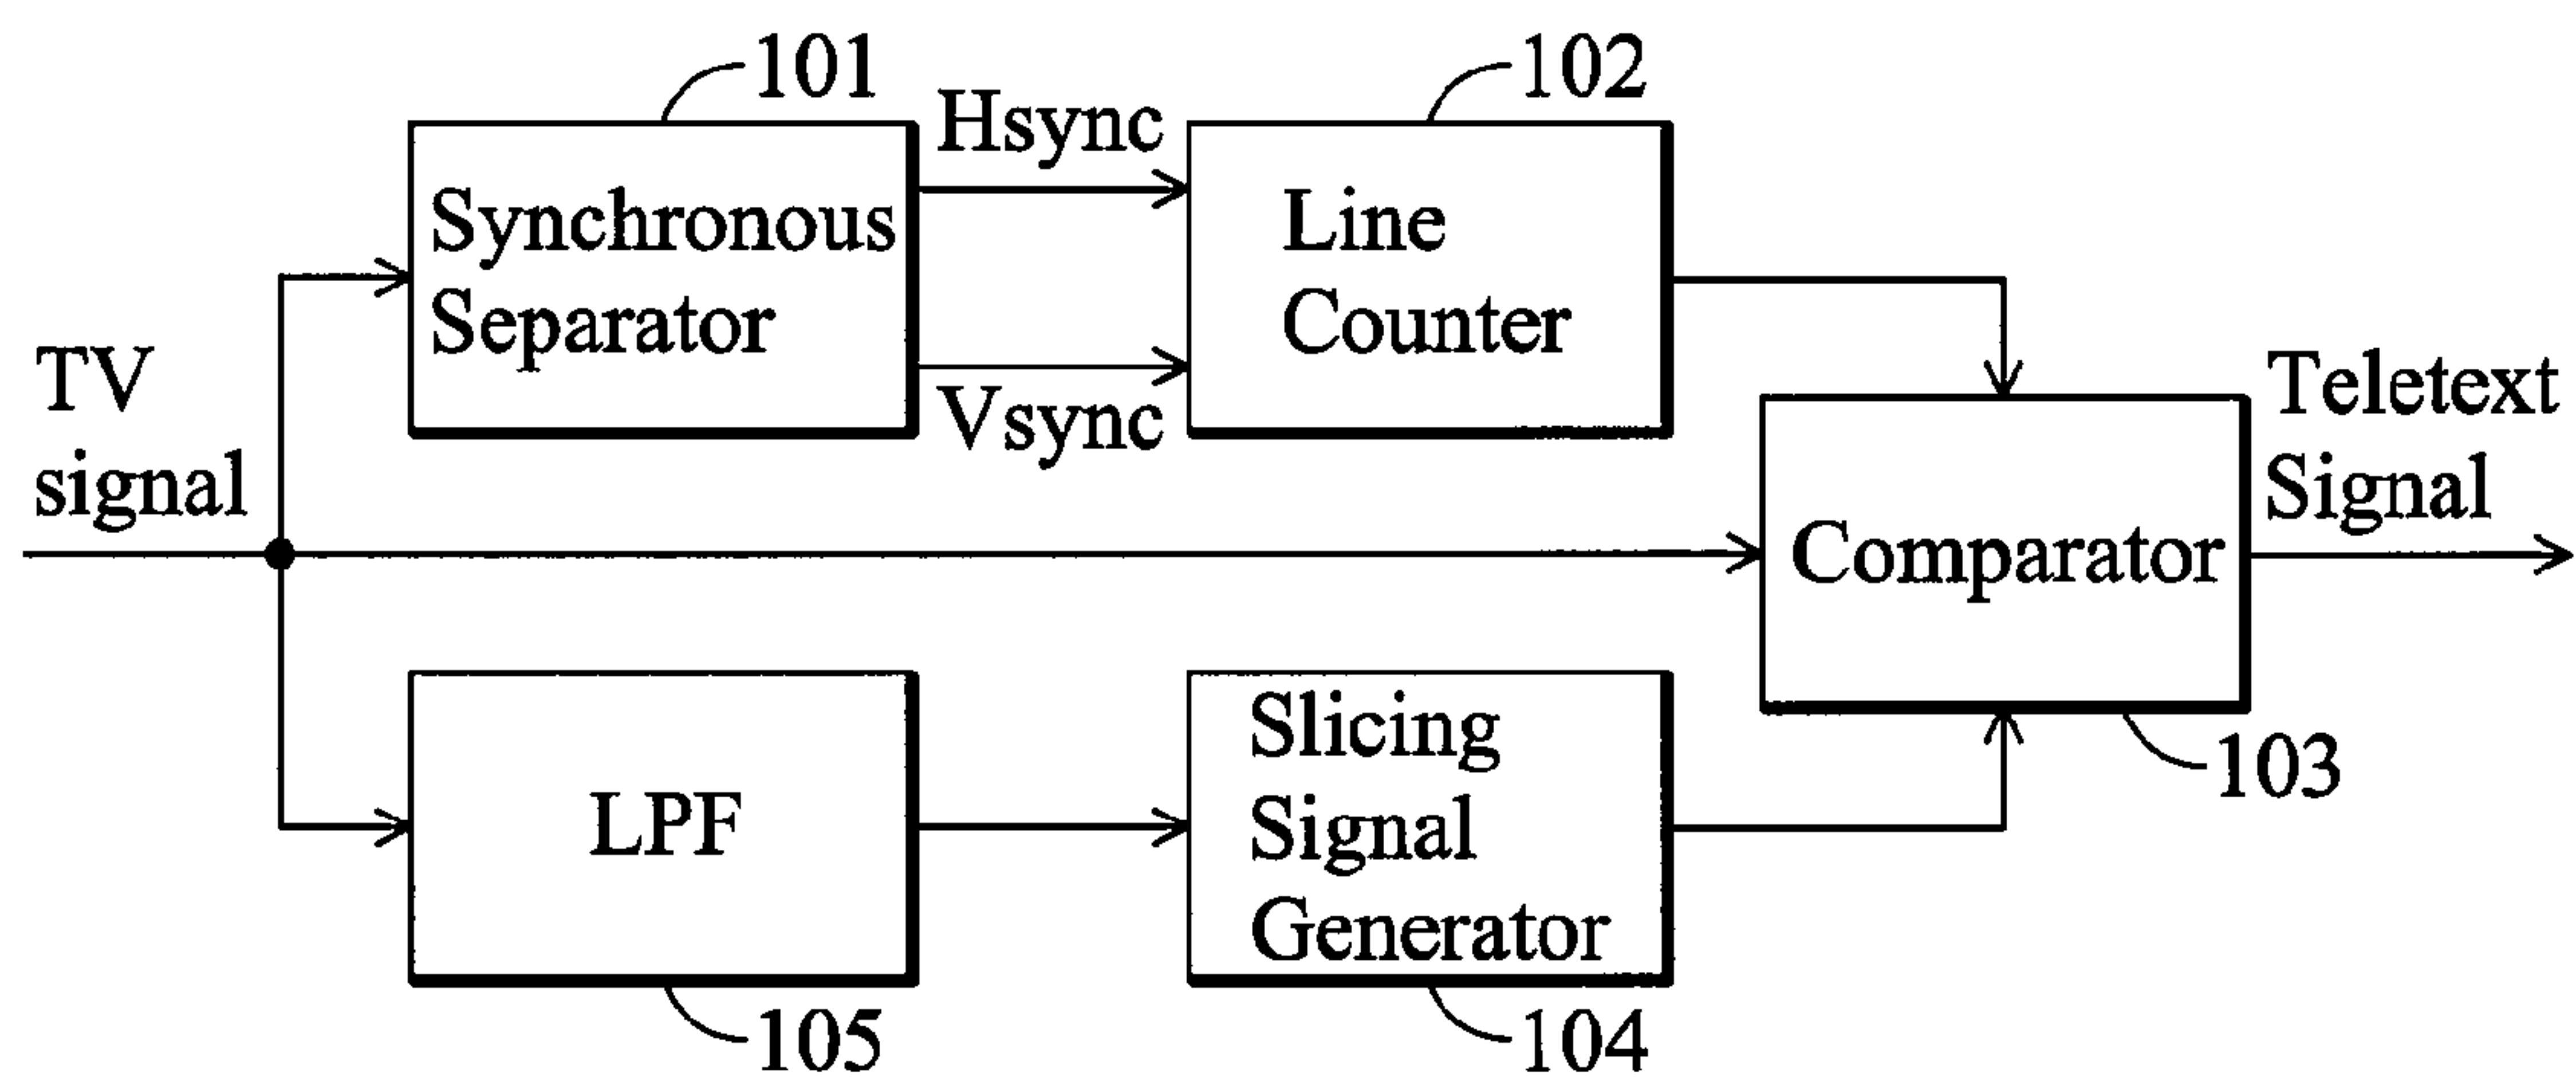 101
102
Hsync
Synchronous
Separator
Line
Counter
Vsync
TV
signal
Teletext
Signal
Comparator
103
LPF
Slicing
Signal
Generator
105
104